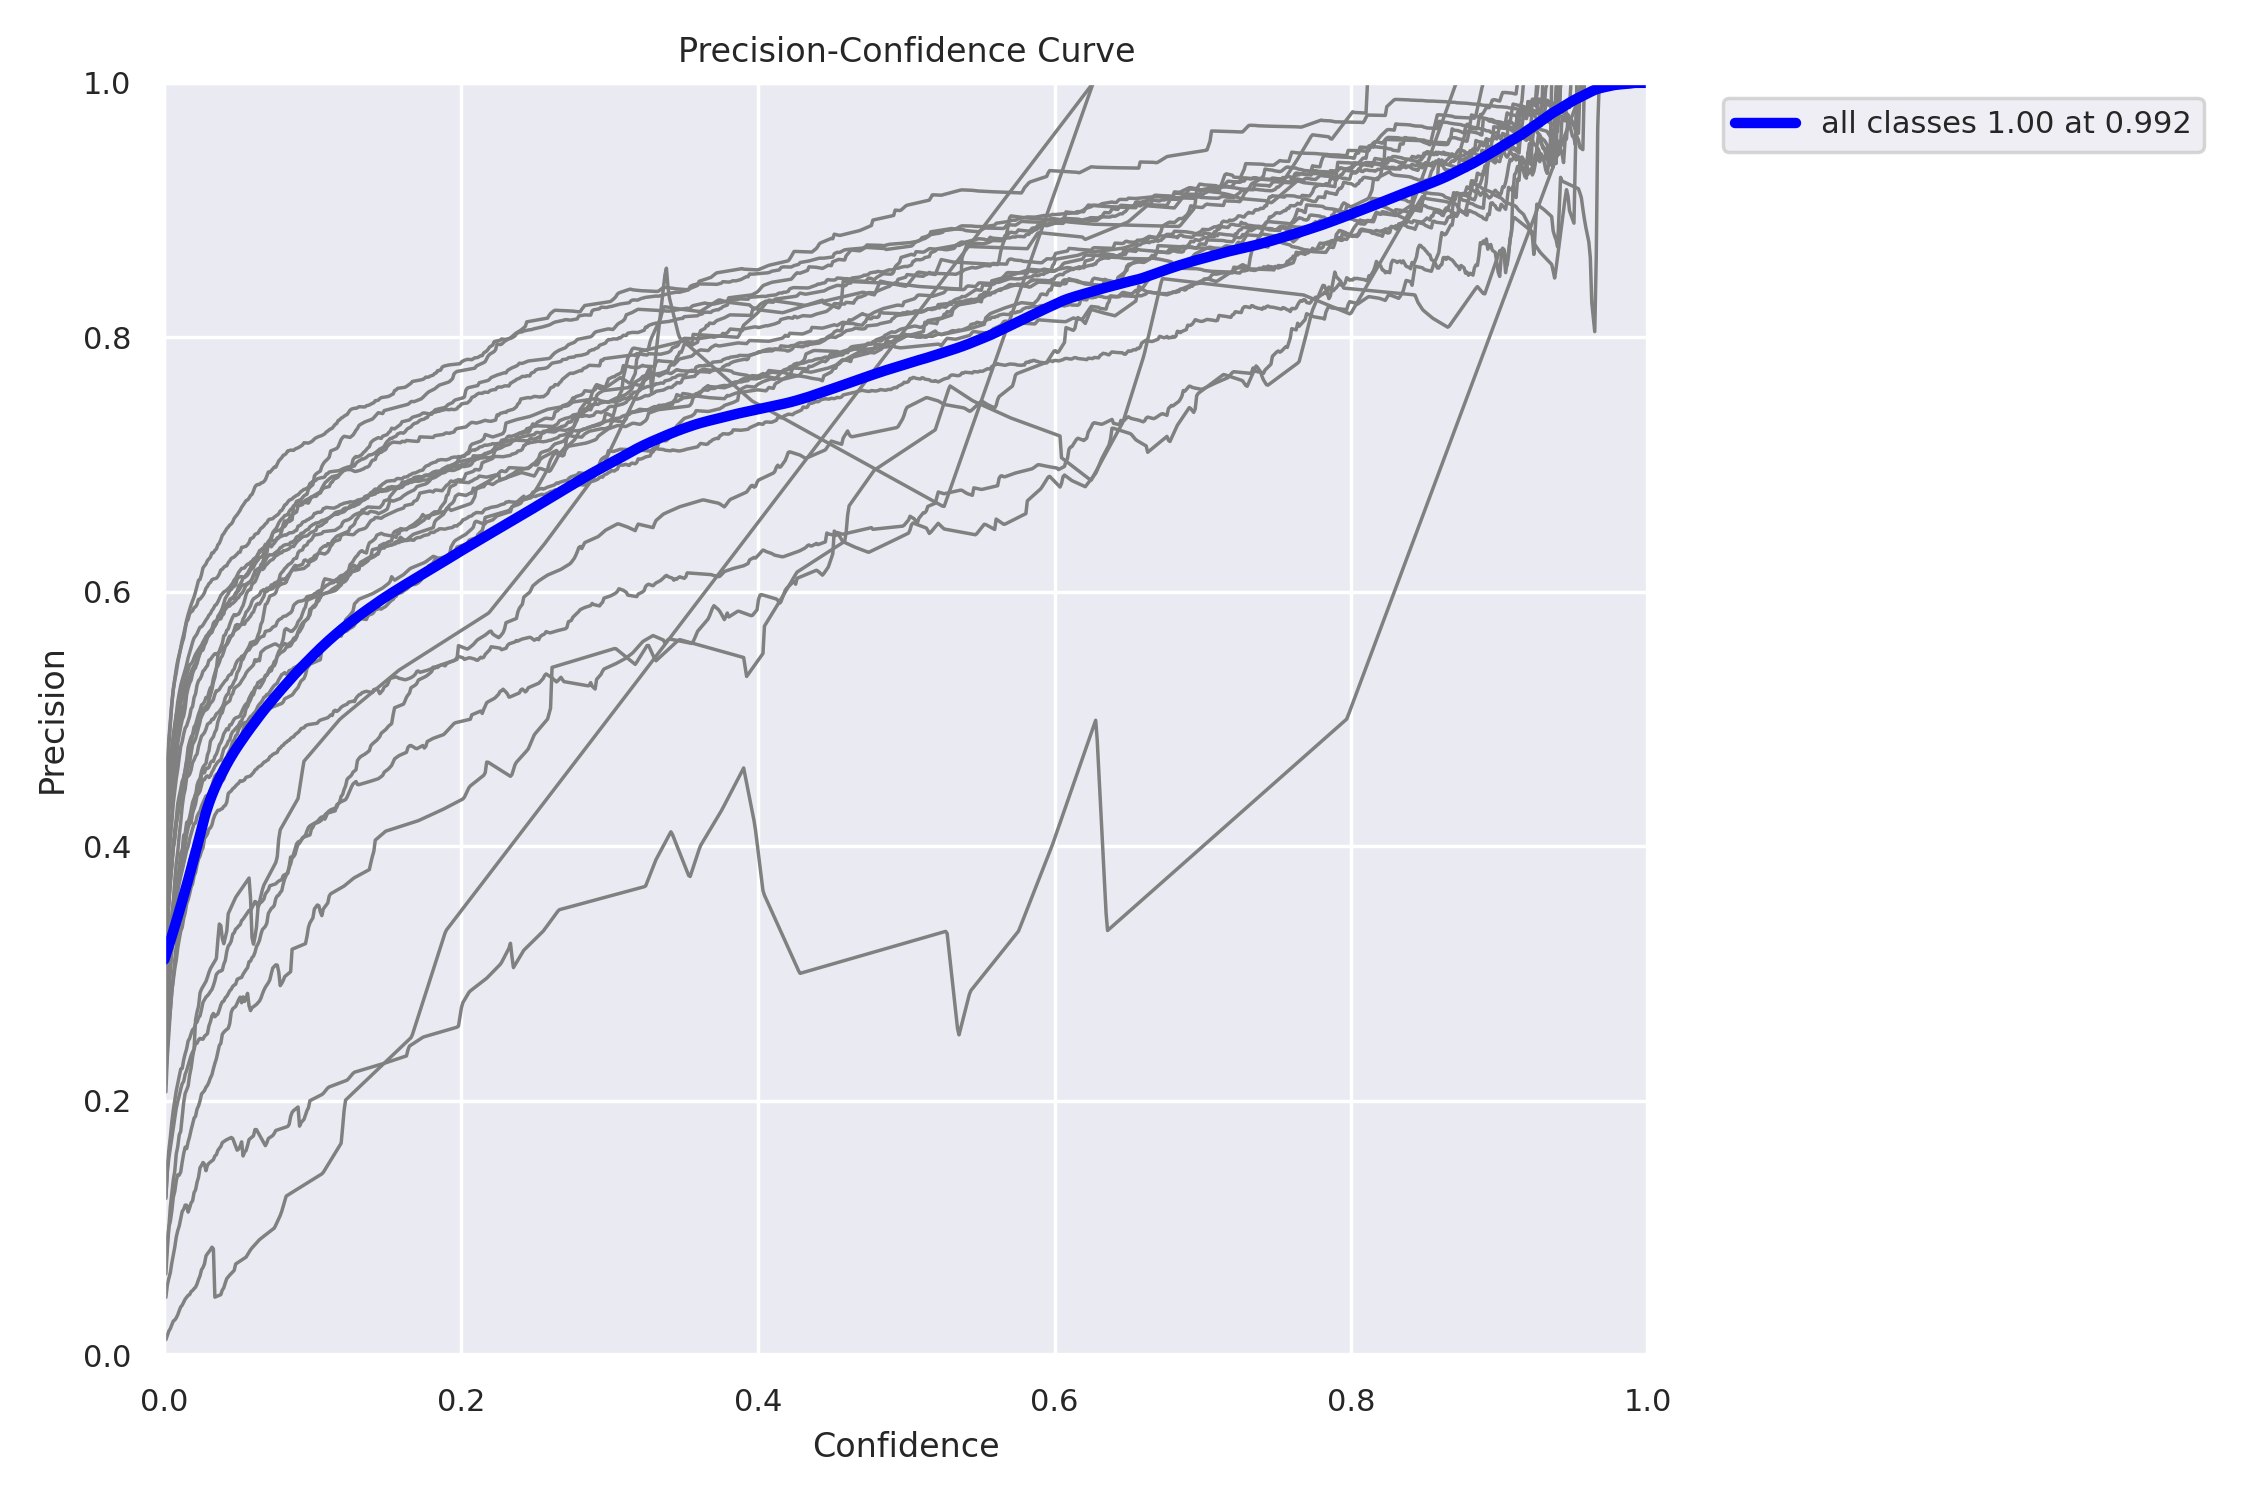 Precision-Confidence Curve
1.0
0.8
0.6
0.4
0.2
0.0
Precision
0.0 0.2 0.4 0.6 0.8 1.0
Confidence
all classes 1.00 at 0.992